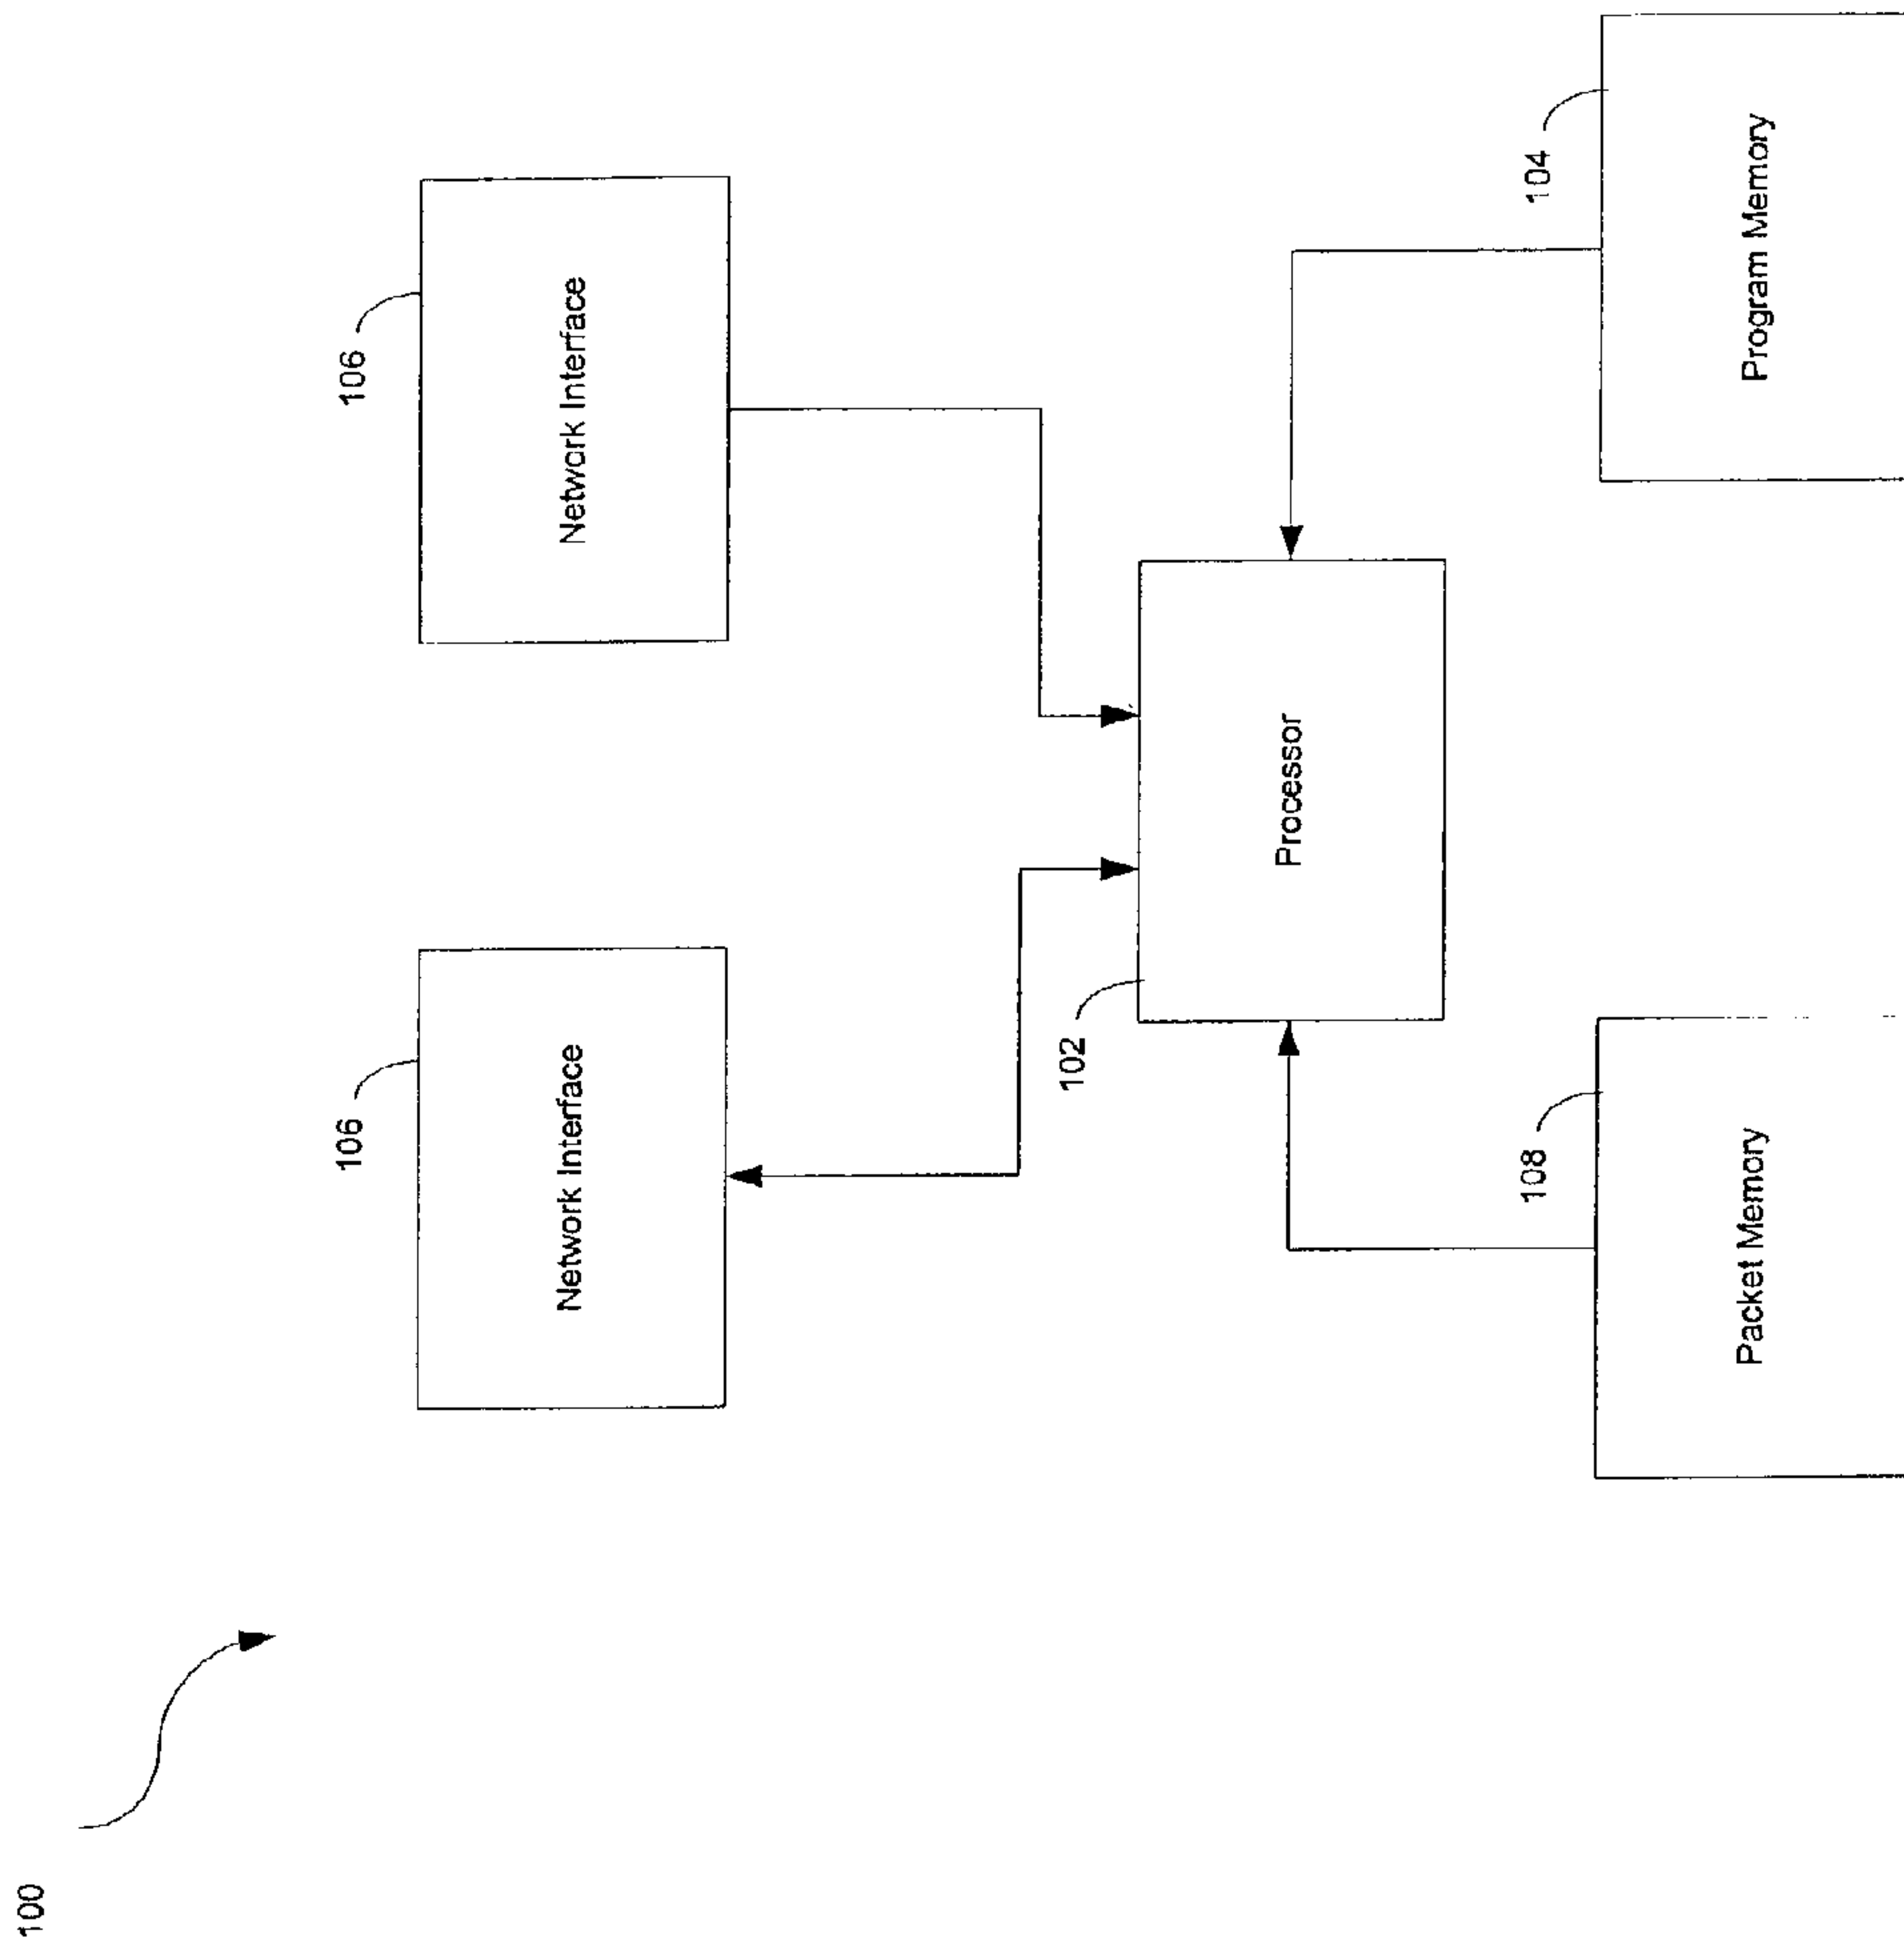 100
106
Network Interface
106
Network Interface
102
Processor
108
Packet Memory
104
Program Memory